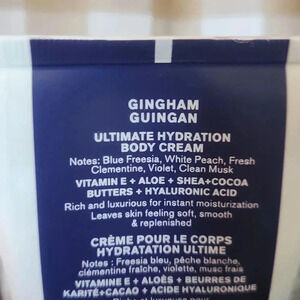 GINGHAM
GUINGAN
ULTIMATE HYDRATION
BODY CREAM
Notes: Blue Freesia, White Peach, Fresh
Clementine, Violet, Clean Musk
VITAMIN E + ALOE + SHEA+COCOA
BUTTERS + HYALURONIC ACID
Rich and luxurious for instant moisturization
Leaves skin feeling soft, smooth
& replenished
CRÈME POUR LE CORPS
HYDRATATION ULTIME
Notes : Freesia bleu, pêche blanche,
clémentine fraîche, violette, musc frais
VITAMINE E + ALOÈS + BEURRES DE
KARITÉ+CACAO + ACIDE HYALURONIQUE